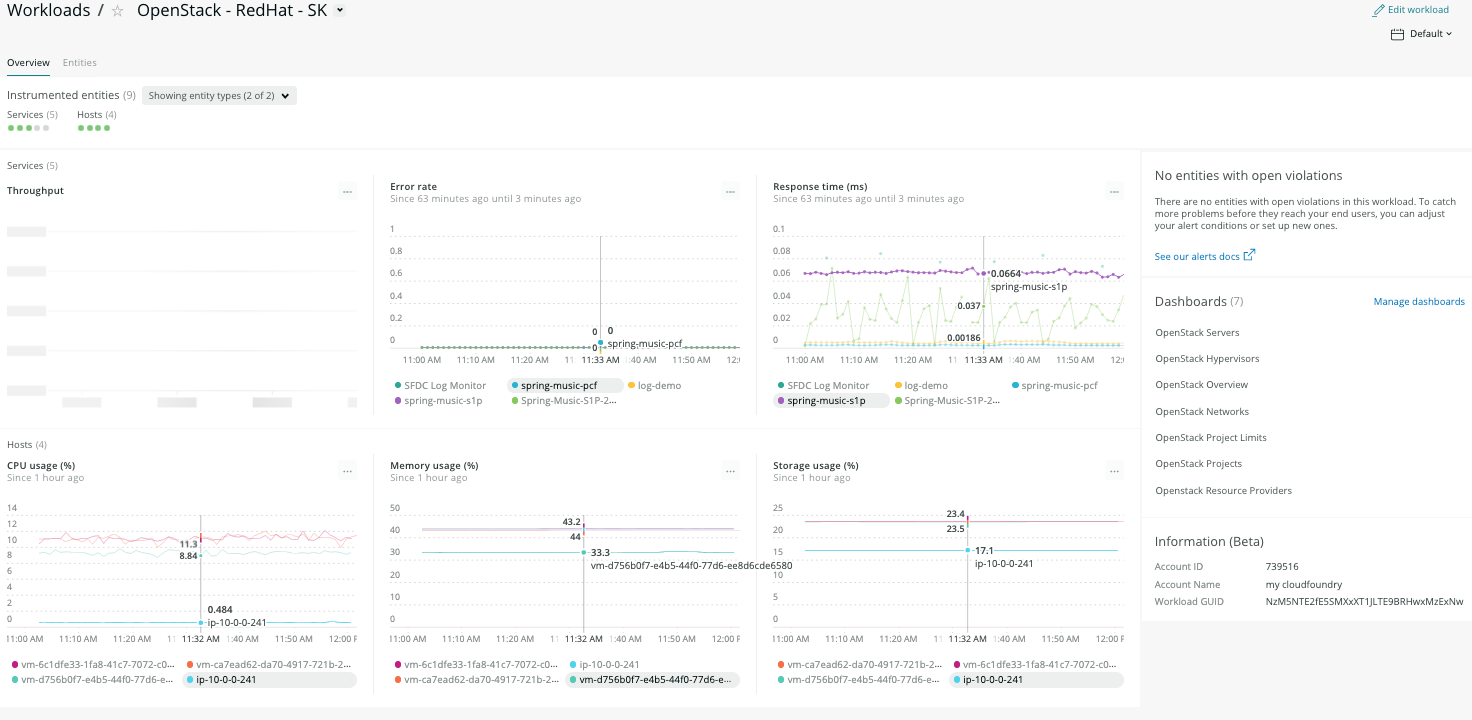 Workloads / ☆ OpenStack - RedHat - SK
Edit workload
Default
Overview Entities
Instrumented entities (9) Showing entity types (2 of 2)
Services (5) Hosts (4)
Services (5)
Throughput ...
Error rate ...
Since 63 minutes ago until 3 minutes ago
1
0.8
0.6
0.4
0.2
0
0 0
0 spring-music-pcf
11:00 AM 11:10 AM 11:20 AM 11:33 AM :40 AM 11:50 AM
SFDC Log Monitor spring-music-pcf log-demo
spring-music-s1p Spring-Music-S1P-2...
Response time (ms) ...
Since 63 minutes ago until 3 minutes ago
0.1
0.08
0.06
0.04
0.02
0
0.0664
spring-music-s1p
0.037
0.00186
11:00 AM 11:10 AM 11:20 AM 11:33 AM :40 AM 11:50 AM
SFDC Log Monitor log-demo spring-music-pcf
spring-music-s1p Spring-Music-S1P-2...
Hosts (4)
CPU usage (%) ...
Since 1 hour ago
14
12
10
8
6
4
2
0
11.3
8.84
0.484
ip-10-0-0-241
11:00 AM 11:10 AM 11:20 AM 11:32 AM :40 AM 11:50 AM 12:00 P
vm-6c1dfe33-1fa8-41c7-7072-c0... vm-ca7ead62-da70-4917-721b-2...
vm-d756b0f7-e4b5-44f0-77d6-e... ip-10-0-0-241
Memory usage (%) ...
Since 1 hour ago
50
40
30
20
10
0
43.2
44
33.3
vm-d756b0f7-e4b5-44f0-77d6-ee8d6cde6580
11:00 AM 11:10 AM 11:20 AM 11:32 AM :40 AM 11:50 AM 12:00 P
vm-6c1dfe33-1fa8-41c7-7072-c0... ip-10-0-0-241
vm-ca7ead62-da70-4917-721b-2... vm-d756b0f7-e4b5-44f0-77d6-e...
Storage usage (%) ...
Since 1 hour ago
25
20
15
10
5
0
23.4
23.5
17.1
ip-10-0-0-241
11:00 AM 11:10 AM 11:20 AM 11:32 AM :40 AM 11:50 AM 12:00 P
vm-ca7ead62-da70-4917-721b-2... vm-6c1dfe33-1fa8-41c7-7072-c0...
vm-d756b0f7-e4b5-44f0-77d6-e... ip-10-0-0-241
No entities with open violations
There are no entities with open violations in this workload. To catch
more problems before they reach your end users, you can adjust
your alert conditions or set up new ones.
See our alerts docs
Dashboards (7) Manage dashboards
OpenStack Servers
OpenStack Hypervisors
OpenStack Overview
OpenStack Networks
OpenStack Project Limits
OpenStack Projects
Openstack Resource Providers
Information (Beta)
Account ID 739516
Account Name my cloudfoundry
Workload GUID NzM5NTE2fE5SMXxXT1JLTE9BRHwxMzExNw